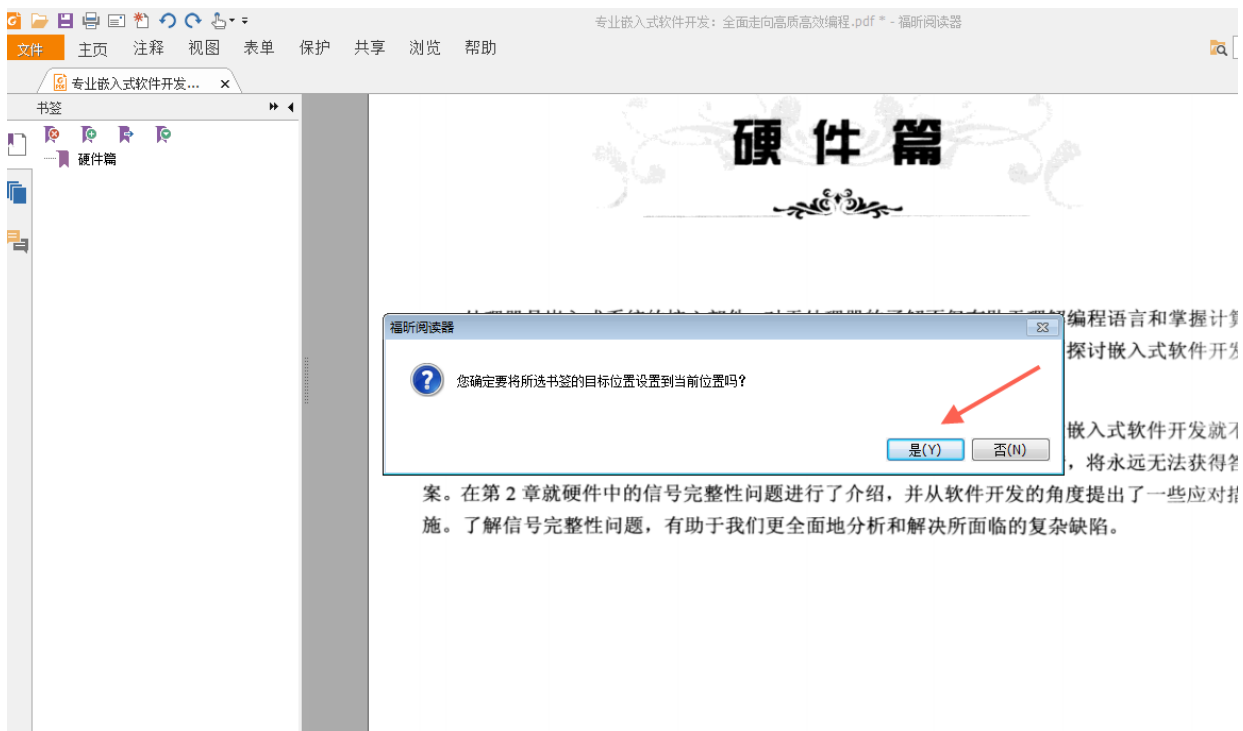 专业嵌入式软件开发：全面走向高质高效编程.pdf * - 福昕阅读器
文件 主页 注释 视图 表单 保护 共享 浏览 帮助
专业嵌入式软件开发... x
书签
硬件篇
硬件篇
编程语言和掌握计算
探讨嵌入式软件开发
福昕阅读器
您确定要将所选书签的目标位置设置到当前位置吗?
是(Y) 否(N)
嵌入式软件开发就不
，将永远无法获得答
案。在第 2 章就硬件中的信号完整性问题进行了介绍，并从软件开发的角度提出了一些应对措
施。了解信号完整性问题，有助于我们更全面地分析和解决所面临的复杂缺陷。